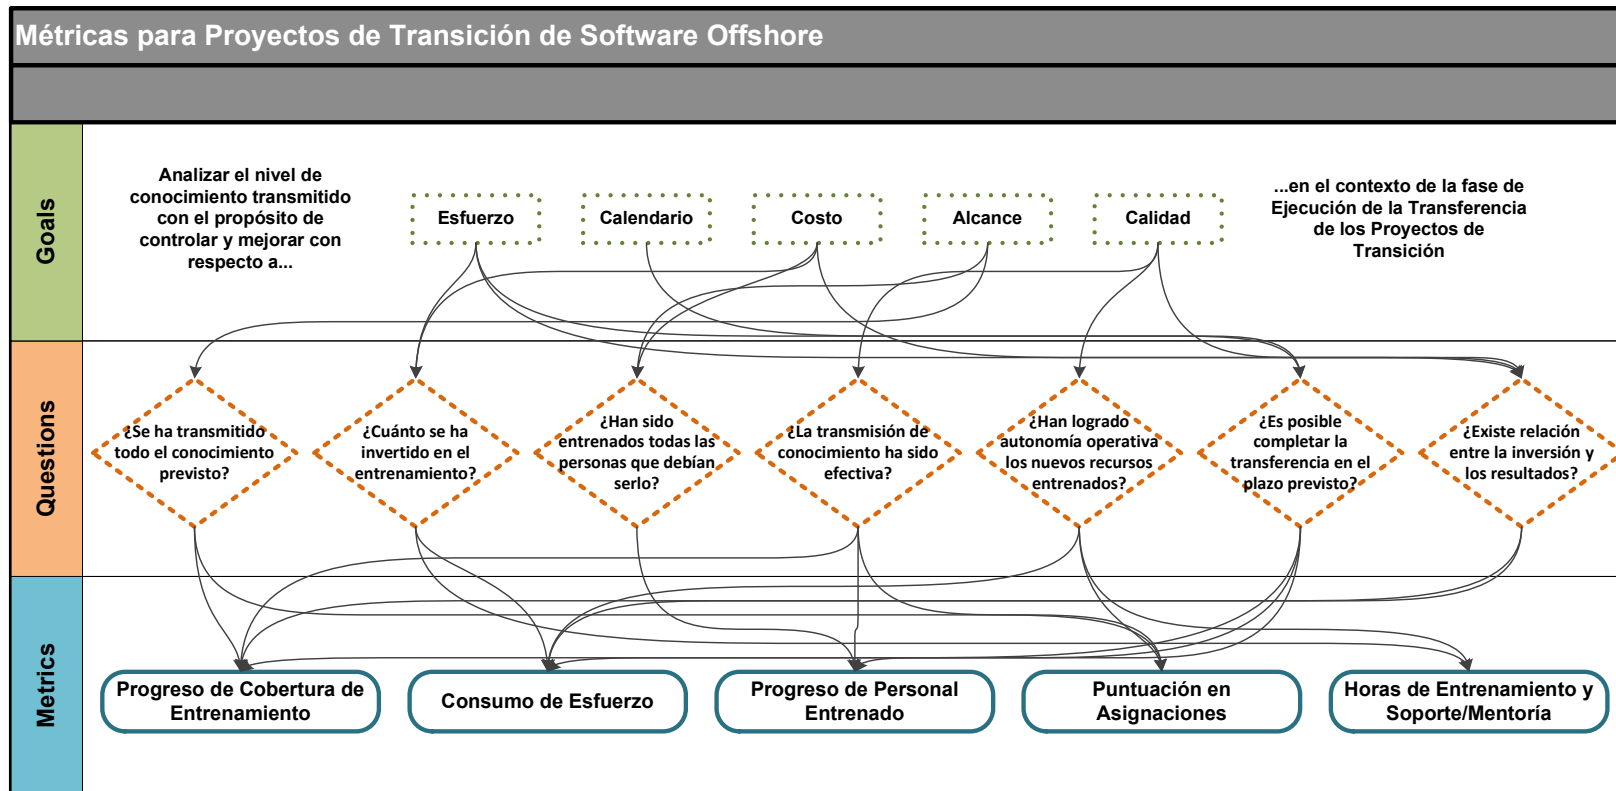 Métricas para Proyectos de Transición de Software Offshore
Goals
Analizar el nivel de
conocimiento transmitido
con el propósito de
controlar y mejorar con
respecto a...
Esfuerzo
Calendario
Costo
Alcance
Calidad
...en el contexto de la fase de
Ejecución de la Transferencia
de los Proyectos de
Transición
Questions
¿Se ha transmitido
todo el conocimiento
previsto?
¿Cuánto se ha
invertido en el
entrenamiento?
¿Han sido
entrenados todas las
personas que debían
serlo?
¿La transmisión de
conocimiento ha sido
efectiva?
¿Han logrado
autonomía operativa
los nuevos recursos
entrenados?
¿Es posible
completar la
transferencia en el
plazo previsto?
¿Existe relación
entre la inversión y
los resultados?
Metrics
Progreso de Cobertura de
Entrenamiento
Consumo de Esfuerzo
Progreso de Personal
Entrenado
Puntuación en
Asignaciones
Horas de Entrenamiento y
Soporte/Mentoría